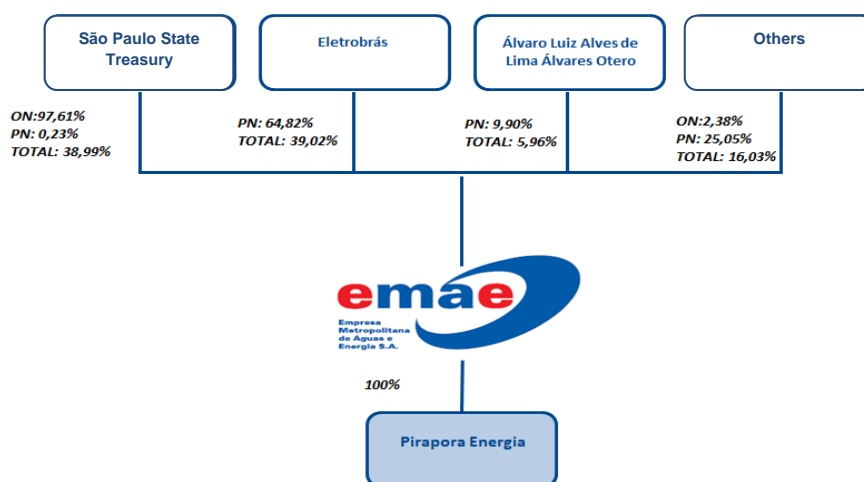 São Paulo State
Treasury
Eletrobrás
Álvaro Luiz Alves de
Lima Álvares Otero
Others
ON:97,61%
PN: 0,23%
TOTAL: 38,99%
PN: 64,82%
TOTAL: 39,02%
PN: 9,90%
TOTAL: 5,96%
ON:2,38%
PN: 25,05%
TOTAL: 16,03%
emae
Empresa
Metropolitana
de Águas e
Energia S.A.
100%
Pirapora Energia